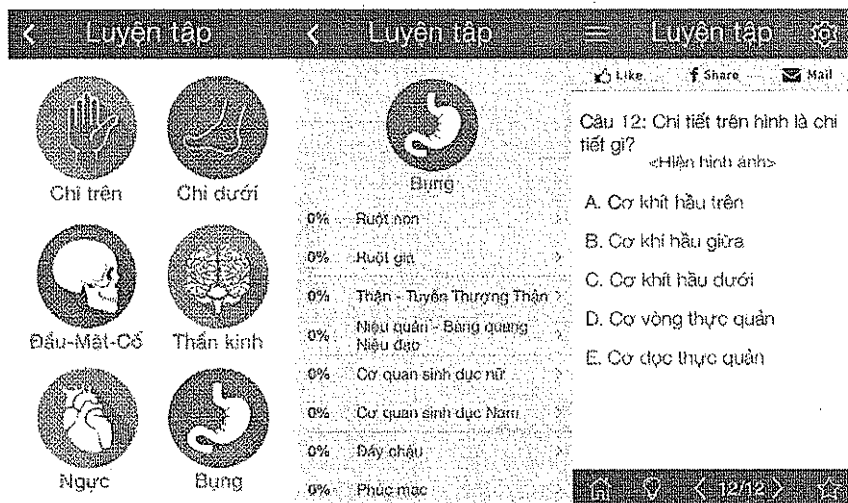 Luyện tập
Chi trên
Chi dưới
Đầu-Mặt-Cổ
Thần kinh
Ngực
Bụng
Luyện tập
Bụng
0% Ruột non
0% Ruột già
0% Thận - Tuyến Thượng Thận
0% Niệu quản - Bàng quang
Niệu đạo
0% Cơ quan sinh dục nữ
0% Cơ quan sinh dục Nam
0% Đáy chậu
0% Phúc mạc
Luyện tập
Like
f Share
Mail
Câu 12: Chi tiết trên hình là chi
tiết gì?
<Hiện hình ảnh>
A. Cơ khít hầu trên
B. Cơ khí hầu giữa
C. Cơ khít hầu dưới
D. Cơ vòng thực quản
E. Cơ dọc thực quản
12/12